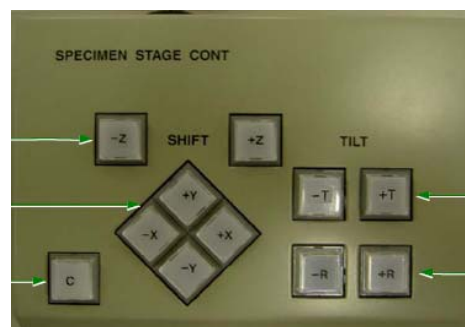 SPECIMEN STAGE CONT
-Z SHIFT +Z TILT
+Y -T +T
-X +X
-Y -R +R
C